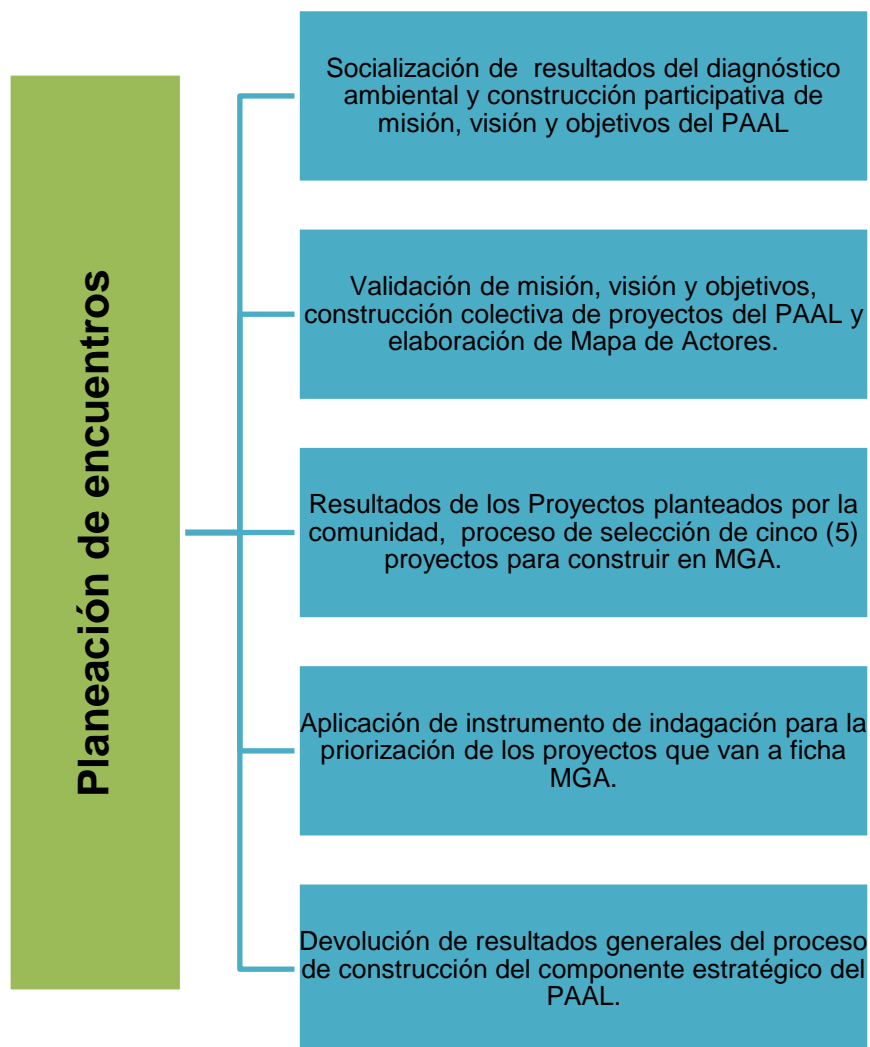 Planeación de encuentros
Socialización de resultados del diagnóstico
ambiental y construcción participativa de
misión, visión y objetivos del PAAL
Validación de misión, visión y objetivos,
construcción colectiva de proyectos del PAAL y
elaboración de Mapa de Actores.
Resultados de los Proyectos planteados por la
comunidad, proceso de selección de cinco (5)
proyectos para construir en MGA.
Aplicación de instrumento de indagación para la
priorización de los proyectos que van a ficha
MGA.
Devolución de resultados generales del proceso
de construcción del componente estratégico del
PAAL.